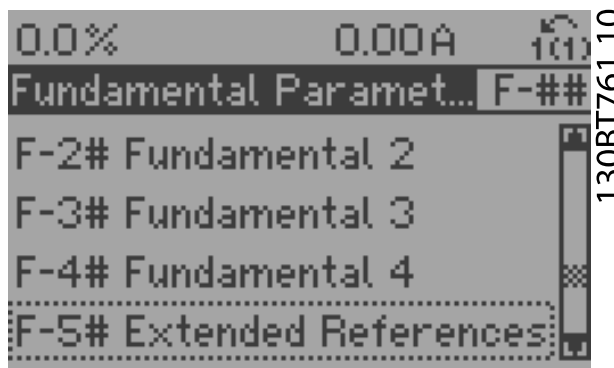 0.0% 0.00A 1(1)
Fundamental Paramet... F-##
F-2# Fundamental 2
F-3# Fundamental 3
F-4# Fundamental 4
F-5# Extended References
130BT761.10